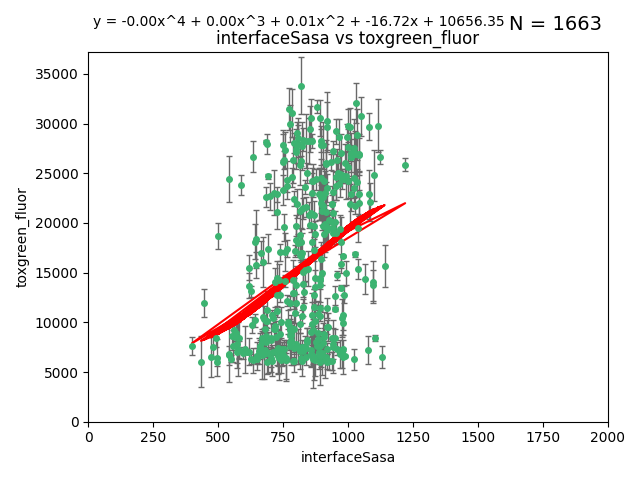 y = -0.00x^4 + 0.00x^3 + 0.01x^2 + -16.72x + 10656.35 N = 1663
interfaceSasa vs toxgreen_fluor
35000
30000
25000
20000
15000
10000
5000
0
toxgreen_fluor
0 250 500 750 1000 1250 1500 1750 2000
interfaceSasa